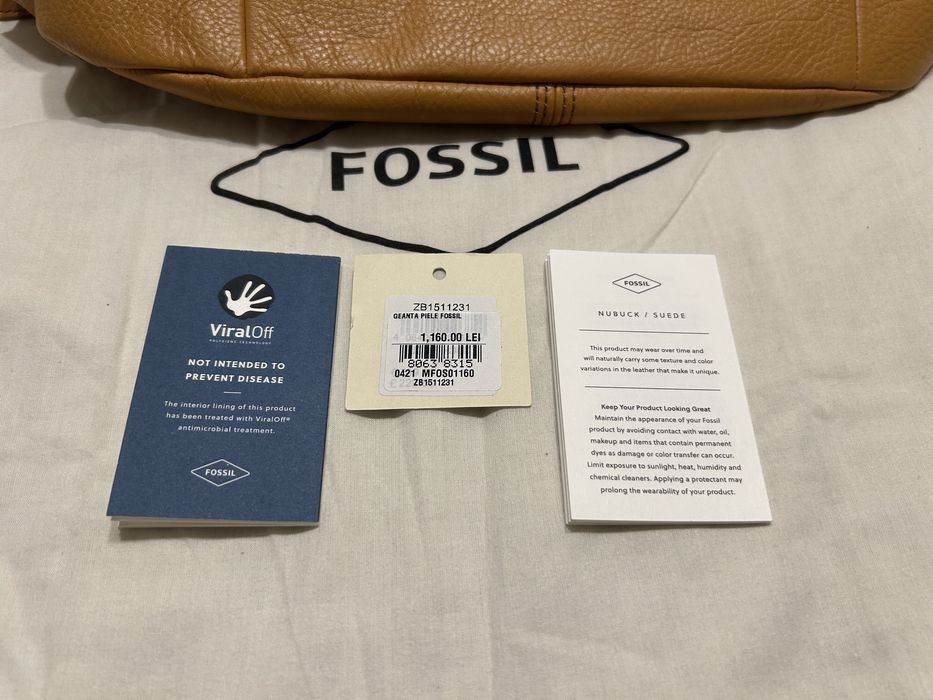 FOSSIL
ViralOff
POLYGIENE TECHNOLOGY
NOT INTENDED TO
PREVENT DISEASE
The interior lining of this product
has been treated with ViralOff®
antimicrobial treatment.
FOSSIL
ZB1511231
GEANTA PIELE FOSSIL
1,160.00 LEI
8063 8315
0421 MFOS01160
ZB1511231
FOSSIL
NUBUCK / SUEDE
This product may wear over time and
will naturally carry some texture and color
variations in the leather that make it unique.
Keep Your Product Looking Great
Maintain the appearance of your Fossil
product by avoiding contact with water, oil,
makeup and items that contain permanent
dyes as damage or color transfer can occur.
Limit exposure to sunlight, heat, humidity and
chemical cleaners. Applying a protectant may
prolong the wearability of your product.